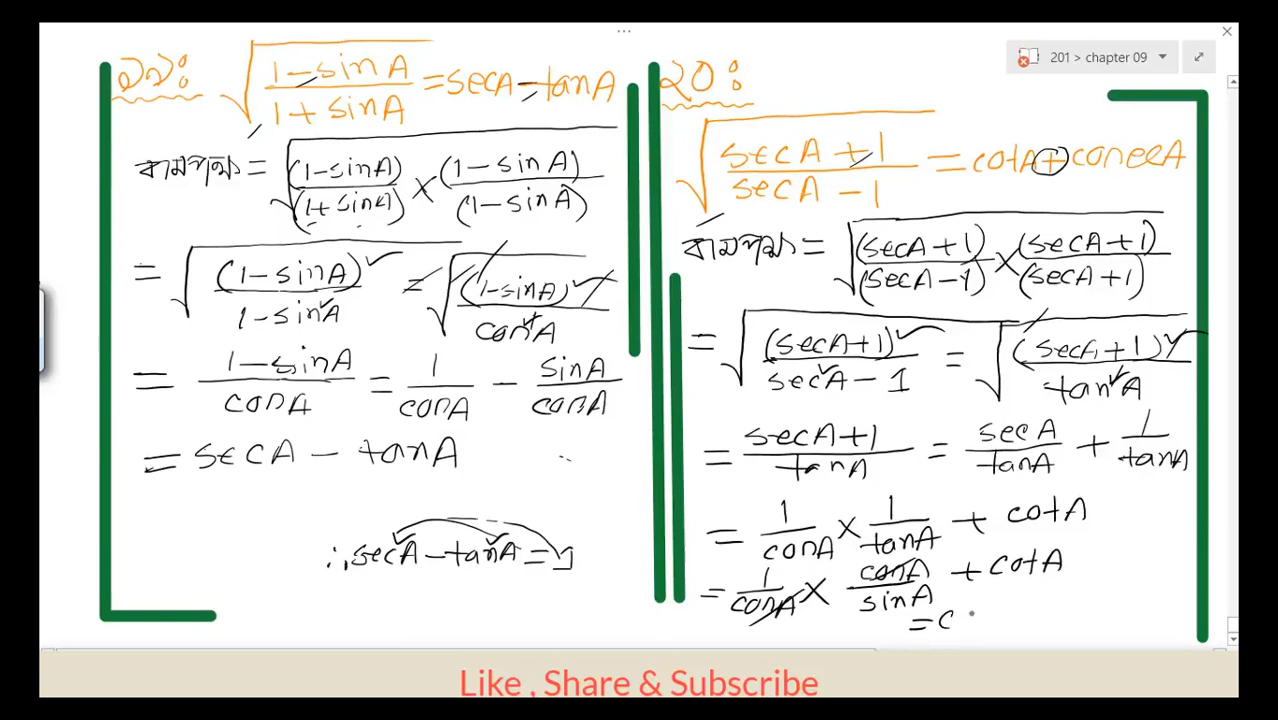 201 > chapter 09
১১ঃ √((1-sinA)/(1+sinA)) = secA-tanA
বামপক্ষ = √((1-sinA)/(1+sinA) × (1-sinA)/(1-sinA))
= √((1-sinA)²/(1-sin²A)) = √((1-sinA)²/cos²A)
= (1-sinA)/cosA = 1/cosA - sinA/cosA
= secA - tanA
∴ sec²A-tan²A=1
২০ঃ
√((secA+1)/(secA-1)) = cotA+cosecA
বামপক্ষ = √((secA+1)/(secA-1) × (secA+1)/(secA+1))
= √((secA+1)²/(sec²A-1)) = √((secA+1)²/tan²A)
= (secA+1)/tanA = secA/tanA + 1/tanA
= 1/cosA × 1/tanA + cotA
= 1/cosA × cosA/sinA + cotA
= c
Like , Share & Subscribe